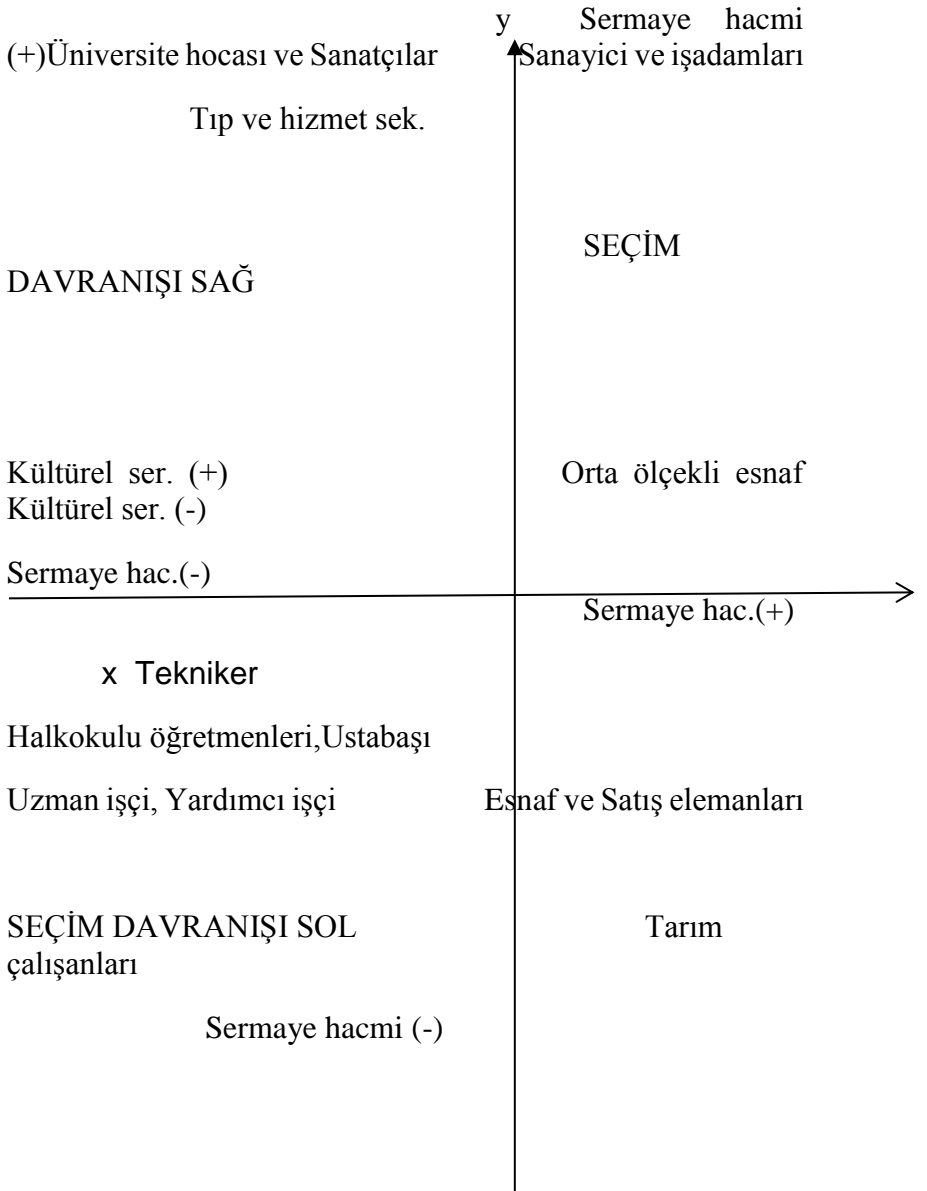 y Sermaye hacmi
(+)Üniversite hocası ve Sanatçılar Sanayici ve işadamları
Tıp ve hizmet sek.
SEÇİM
DAVRANIŞI SAĞ
Kültürel ser. (+) Orta ölçekli esnaf
Kültürel ser. (-)
Sermaye hac.(-)
Sermaye hac.(+)
x Tekniker
Halkokulu öğretmenleri,Ustabaşı
Uzman işçi, Yardımcı işçi Esnaf ve Satış elemanları
SEÇİM DAVRANIŞI SOL Tarım
çalışanları
Sermaye hacmi (-)